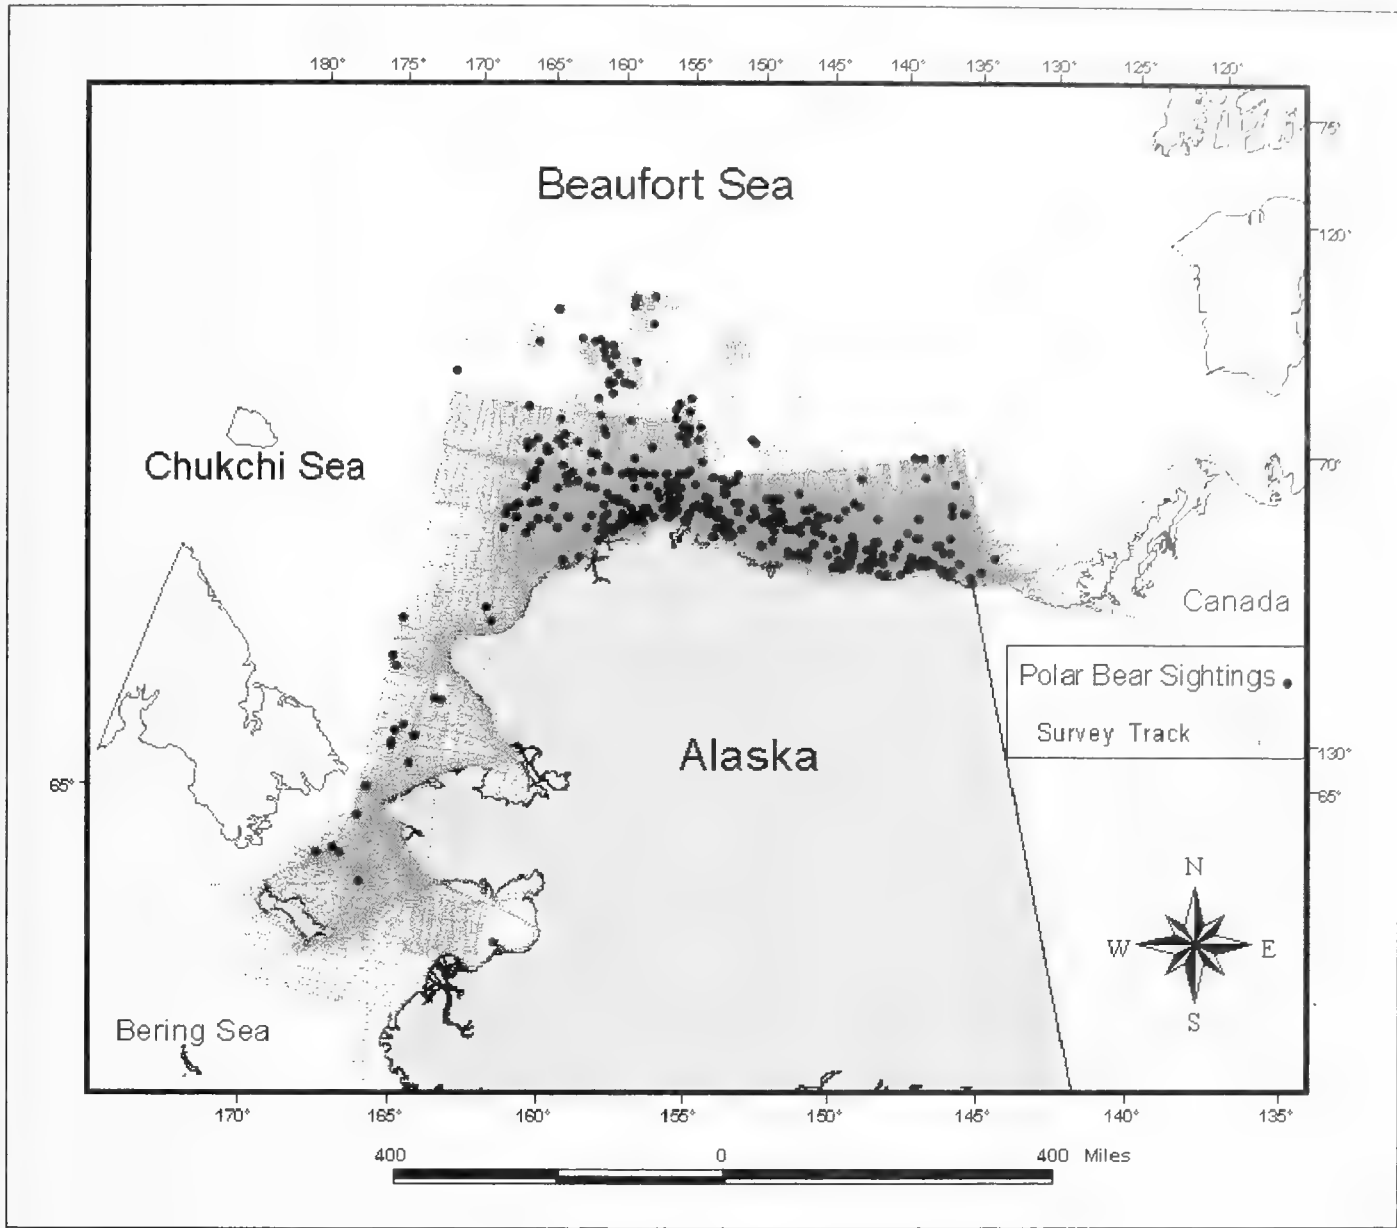 180° 175° 170° 165° 160° 155° 150° 145° 140° 135° 130° 125° 120°
75°
Beaufort Sea
120°
Chukchi Sea
70°
Canada
Polar Bear Sightings
Survey Track
Alaska
130°
65°
65°
N
W E
S
Bering Sea
170° 165° 160° 155° 150° 145° 140° 135°
400 0 400 Miles